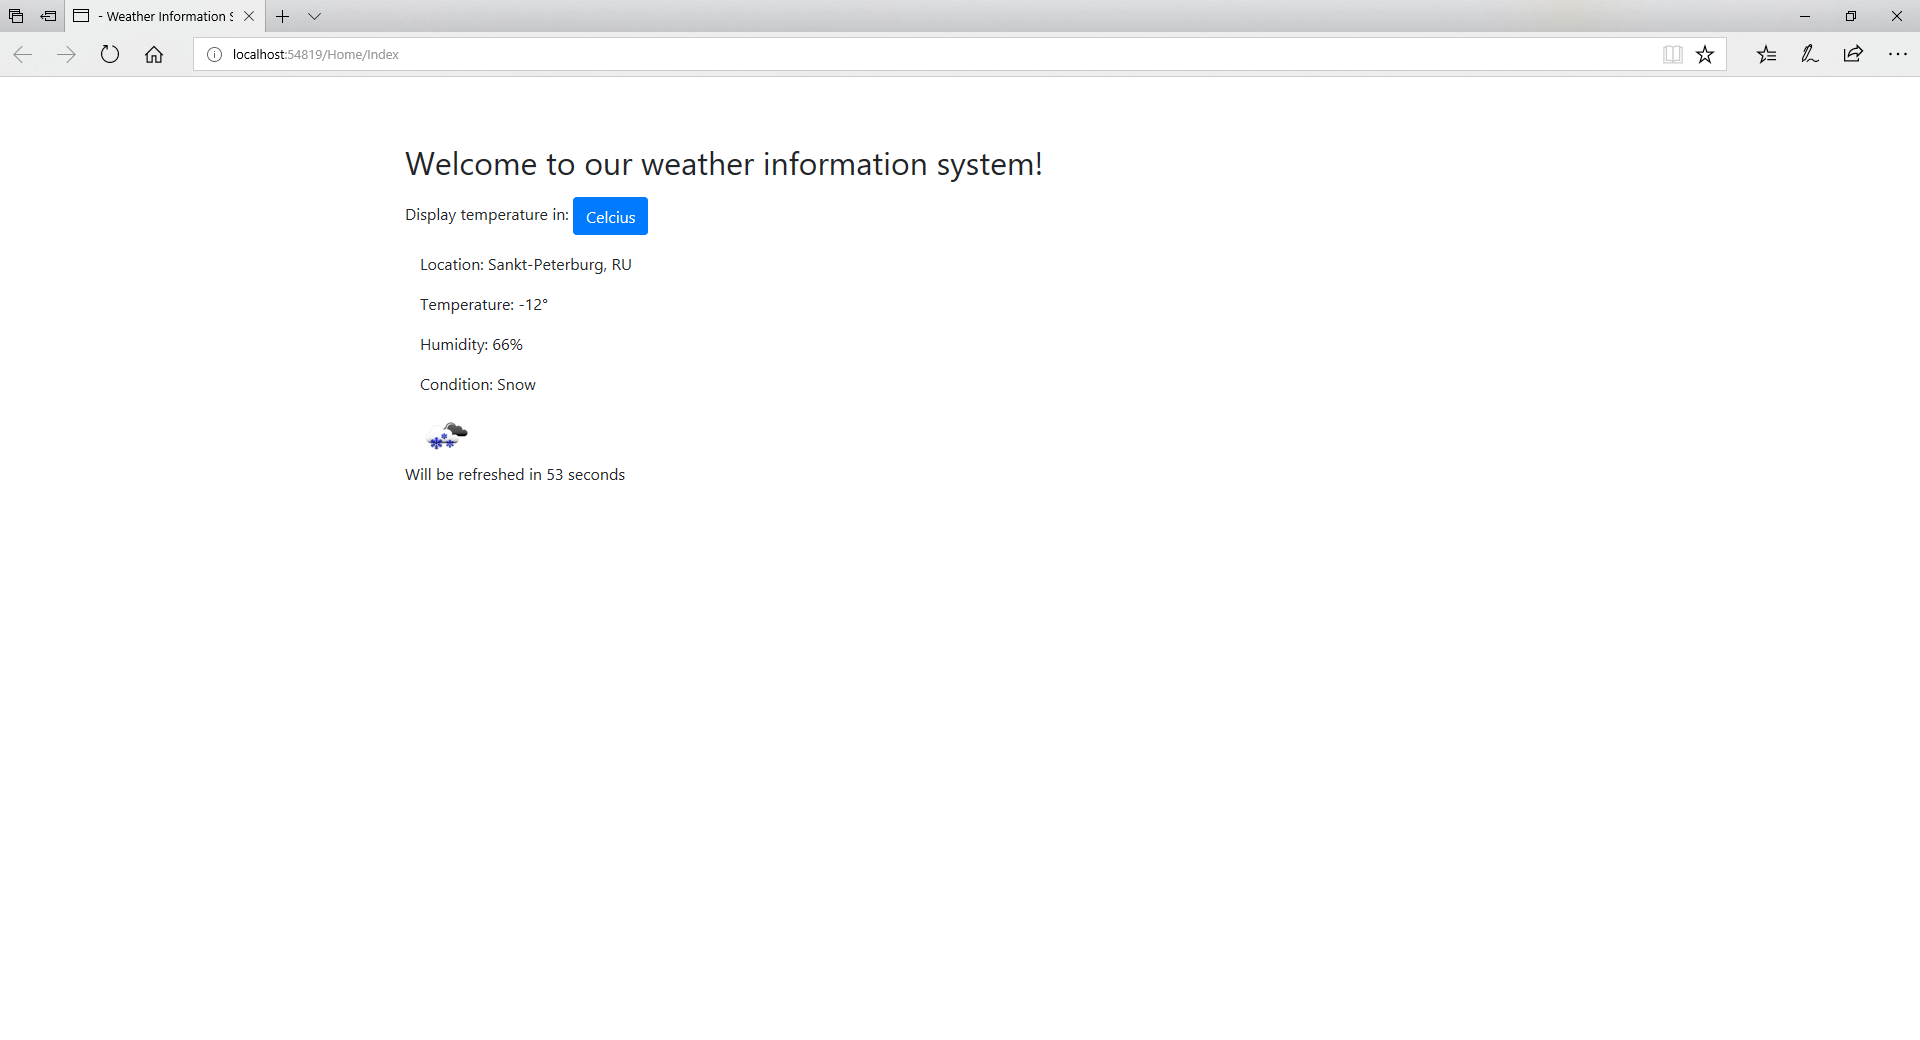 - Weather Information S
localhost:54819/Home/Index
Welcome to our weather information system!
Display temperature in: Celcius
Location: Sankt-Peterburg, RU
Temperature: -12°
Humidity: 66%
Condition: Snow
Will be refreshed in 53 seconds